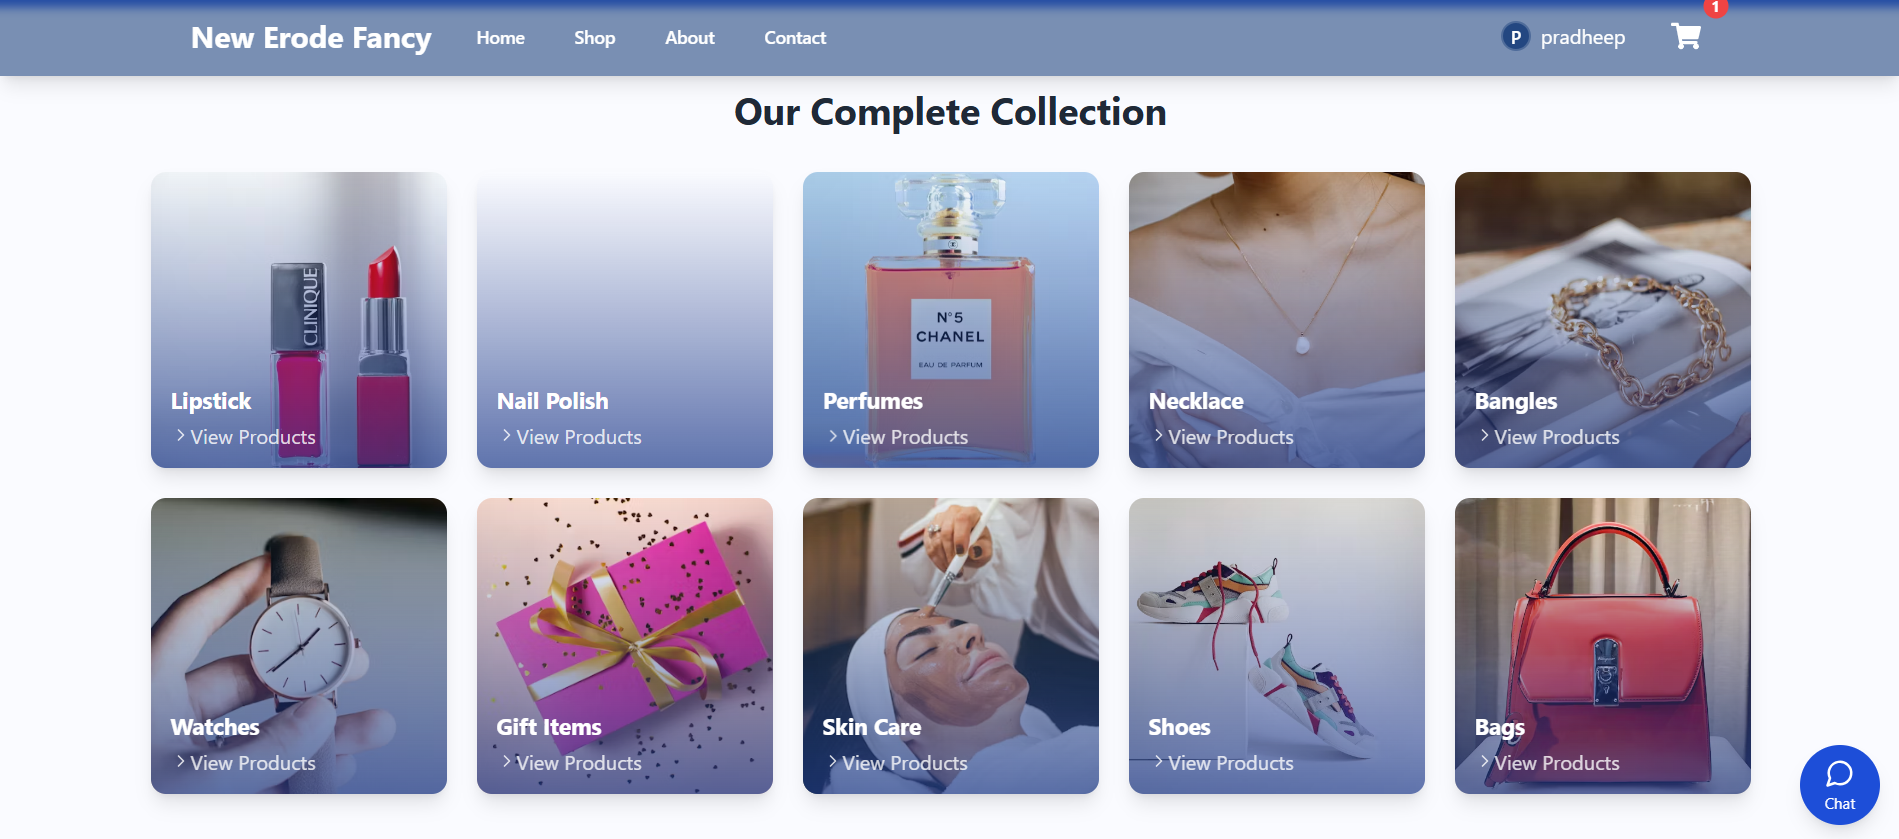 New Erode Fancy Home Shop About Contact P pradheep 1
Our Complete Collection
CLINIQUE
N°5
CHANEL
EAU DE PARFUM
Lipstick
View Products
Nail Polish
View Products
Perfumes
View Products
Necklace
View Products
Bangles
View Products
Watches
View Products
Gift Items
View Products
Skin Care
View Products
Shoes
View Products
Bags
View Products
Chat